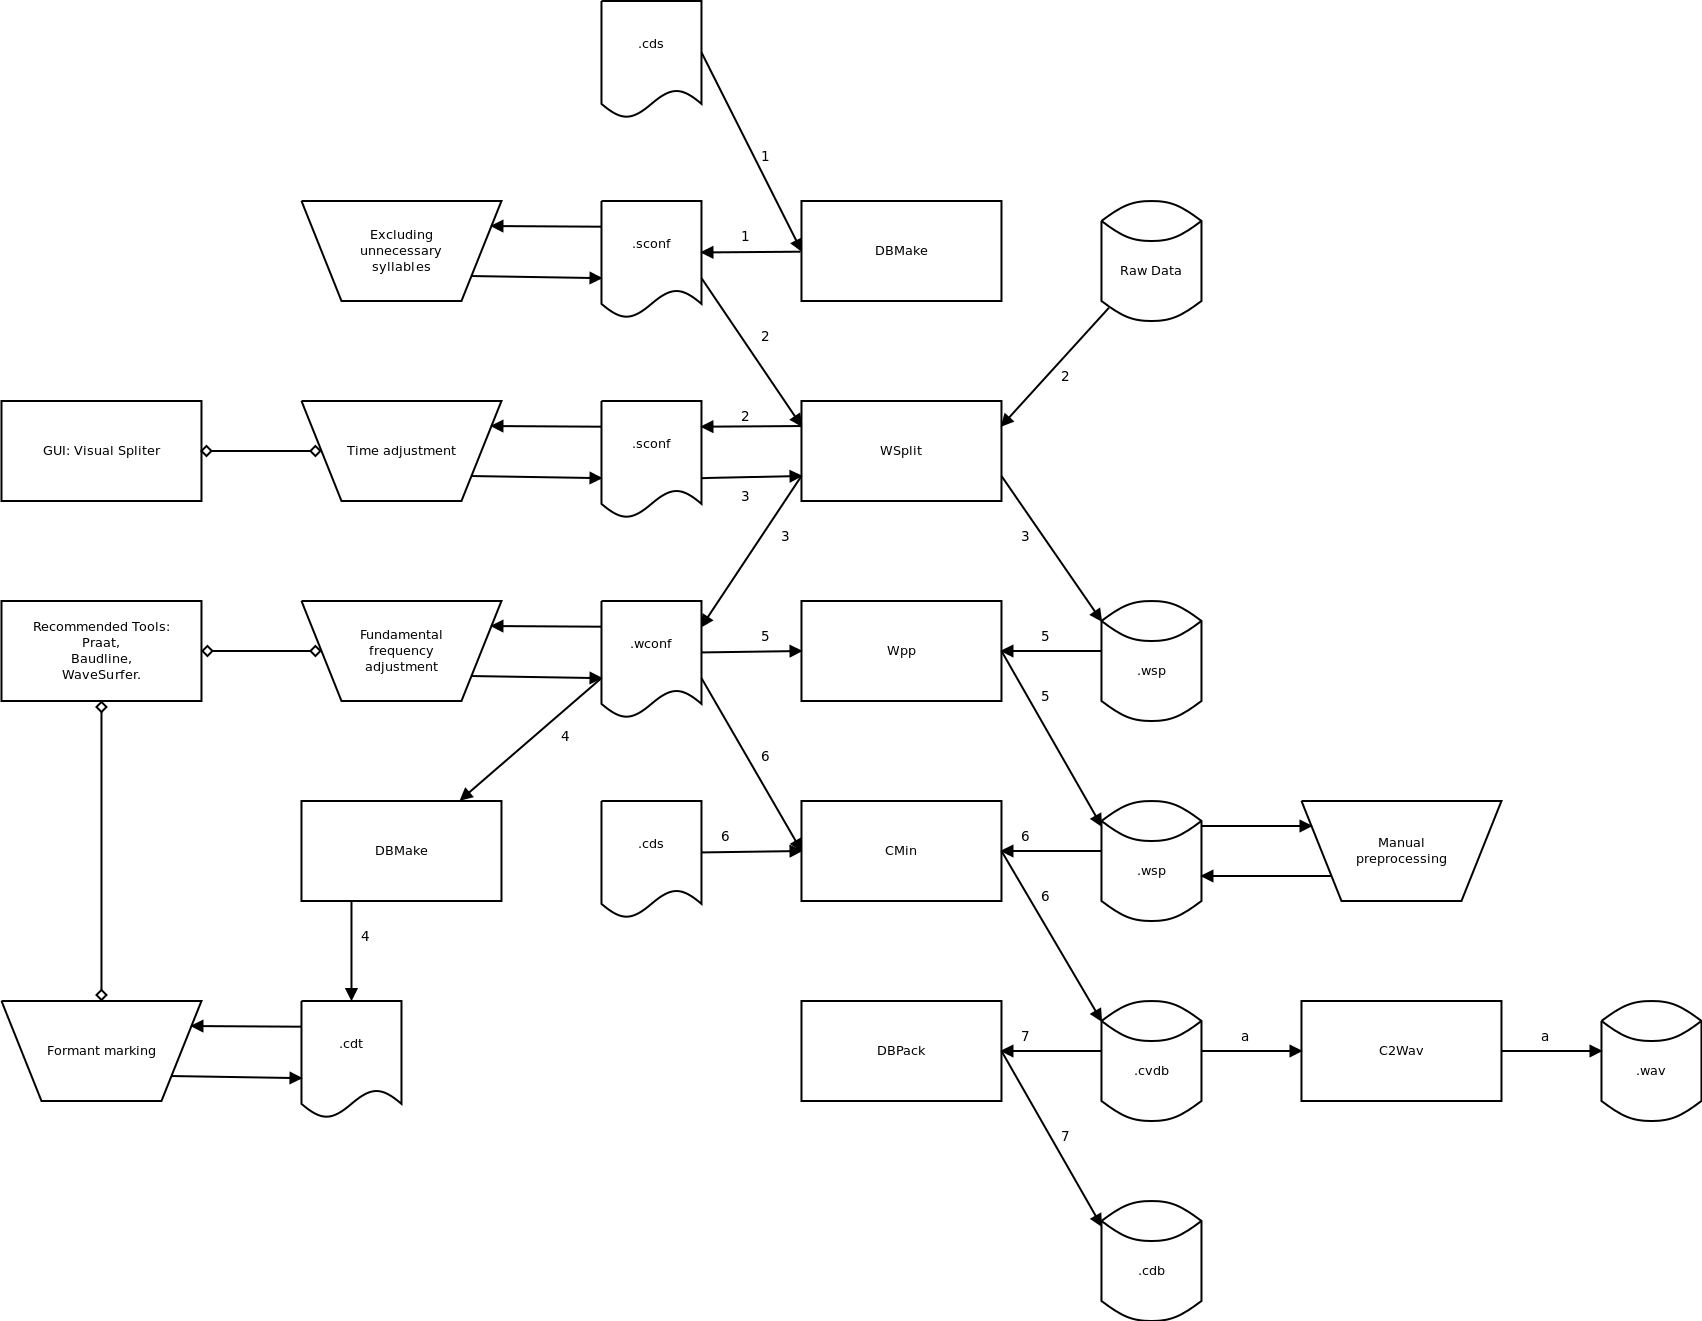 .cds
1
Excluding
unnecessary
syllables
.sconf
1
DBMake
Raw Data
2
2
GUI: Visual Spliter
Time adjustment
.sconf
2
3
WSplit
3
3
Recommended Tools:
Praat,
Baudline,
WaveSurfer.
Fundamental
frequency
adjustment
.wconf
5
Wpp
5
.wsp
4
6
5
DBMake
.cds
6
CMin
6
.wsp
Manual
preprocessing
4
6
Formant marking
.cdt
DBPack
7
.cvdb
a
C2Wav
a
.wav
7
.cdb